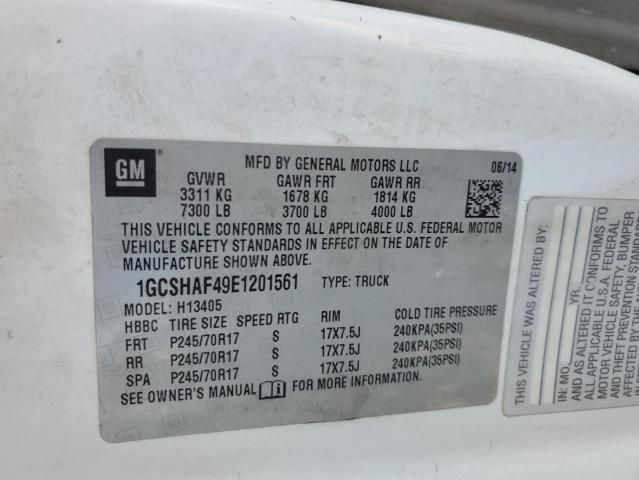 GM
MFD BY GENERAL MOTORS LLC 06/14
GVWR GAWR FRT GAWR RR
3311 KG 1678 KG 1814 KG
7300 LB 3700 LB 4000 LB
THIS VEHICLE CONFORMS TO ALL APPLICABLE U.S. FEDERAL MOTOR
VEHICLE SAFETY STANDARDS IN EFFECT ON THE DATE OF
MANUFACTURE SHOWN ABOVE.
1GCSHAF49E1201561 TYPE: TRUCK
MODEL: H13405
HBBC TIRE SIZE SPEED RTG RIM COLD TIRE PRESSURE
FRT P245/70R17 S 17X7.5J 240KPA(35PSI)
RR P245/70R17 S 17X7.5J 240KPA(35PSI)
SPA P245/70R17 S 17X7.5J 240KPA(35PSI)
SEE OWNER'S MANUAL FOR MORE INFORMATION.
THIS VEHICLE WAS ALTERED BY
IN: MO. YR.
AND AS ALTERED IT CONFORMS TO
ALL APPLICABLE U.S.A. FEDERAL
MOTOR VEHICLE SAFETY, BUMPER
AND THEFT PREVENTION STANDARDS
AFFECTED BY THE